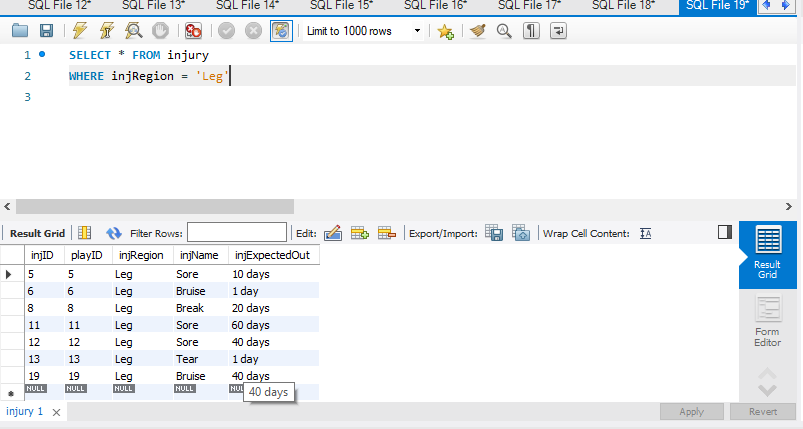 SQL File 12* SQL File 13* SQL File 14* SQL File 15* SQL File 16* SQL File 17* SQL File 18* SQL File 19*
Limit to 1000 rows
1 SELECT * FROM injury
2 WHERE injRegion = 'Leg'
3
Result Grid Filter Rows: Edit: Export/Import: Wrap Cell Content: IA
injID playID injRegion injName injExpectedOut
5 5 Leg Sore 10 days
6 6 Leg Bruise 1 day
8 8 Leg Break 20 days
11 11 Leg Sore 60 days
12 12 Leg Sore 40 days
13 13 Leg Tear 1 day
19 19 Leg Bruise 40 days
NULL NULL NULL NULL
40 days
Result
Grid
Form
Editor
injury 1 Apply Revert